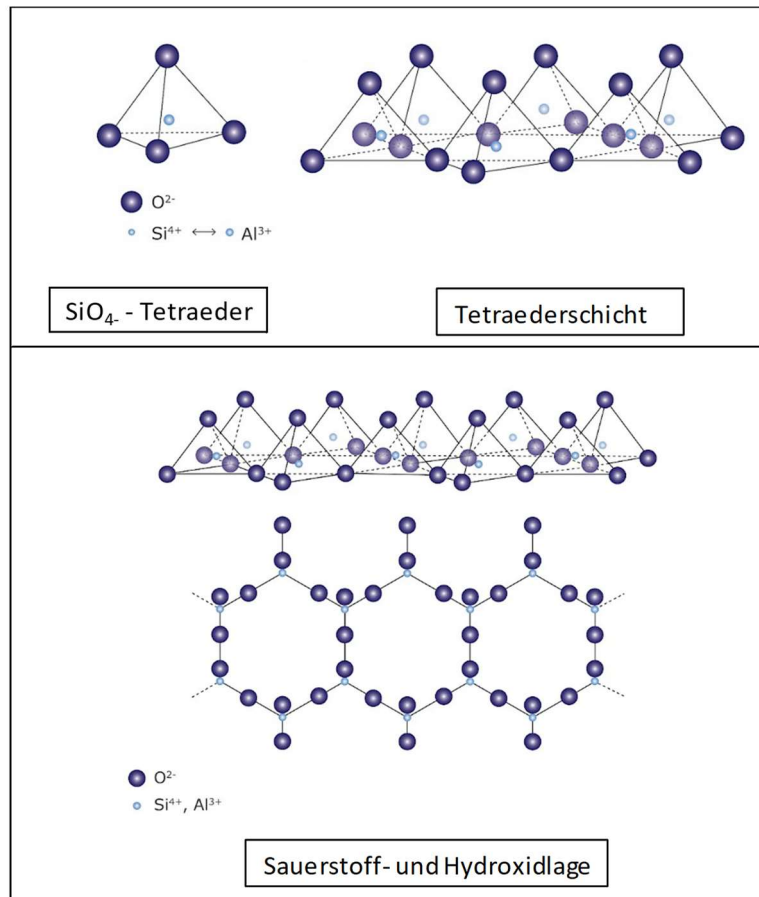 O²⁻
Si⁴⁺ ↔ Al³⁺
SiO₄₋ - Tetraeder
Tetraederschicht
O²⁻
Si⁴⁺, Al³⁺
Sauerstoff- und Hydroxidlage